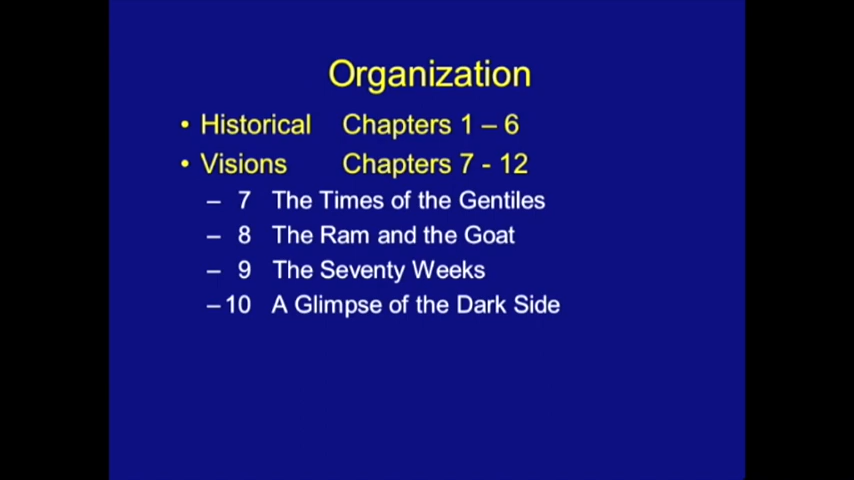 Organization
• Historical Chapters 1 – 6
• Visions Chapters 7 - 12
– 7 The Times of the Gentiles
– 8 The Ram and the Goat
– 9 The Seventy Weeks
– 10 A Glimpse of the Dark Side